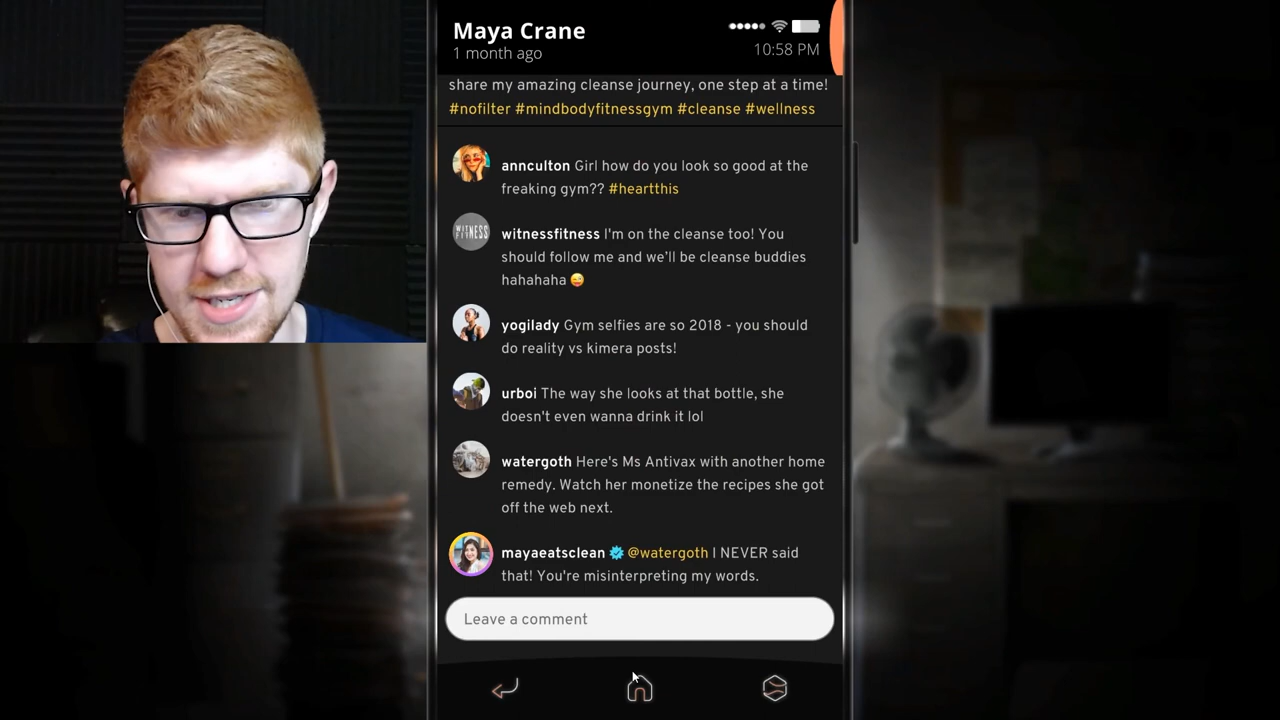 Maya Crane
1 month ago
10:58 PM
share my amazing cleanse journey, one step at a time!
#nofilter #mindbodyfitnessgym #cleanse #wellness
annculton Girl how do you look so good at the
freaking gym?? #heartthis
WITNESS
FITNESS
witnessfitness I'm on the cleanse too! You
should follow me and we'll be cleanse buddies
hahahaha 😜
yogilady Gym selfies are so 2018 - you should
do reality vs kimera posts!
urboi The way she looks at that bottle, she
doesn't even wanna drink it lol
watergoth Here's Ms Antivax with another home
remedy. Watch her monetize the recipes she got
off the web next.
mayaeatsclean @watergoth I NEVER said
that! You're misinterpreting my words.
Leave a comment